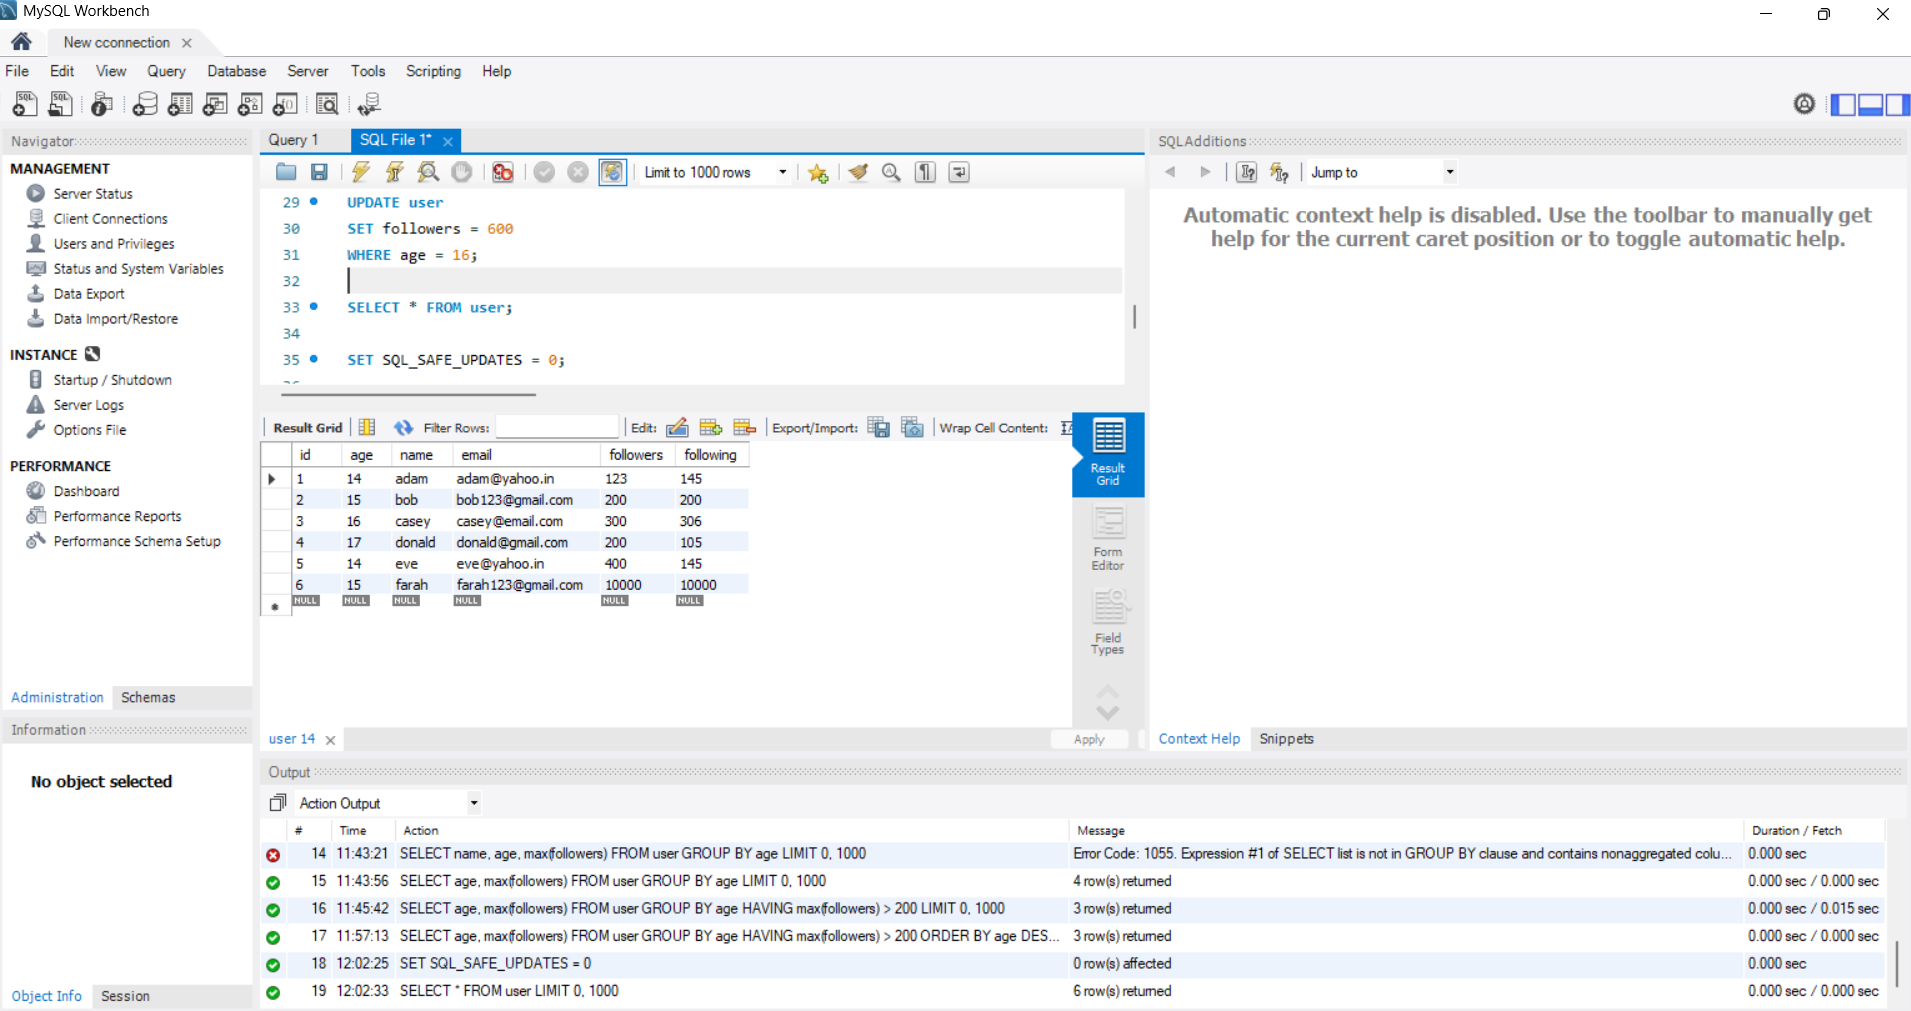 MySQL Workbench
New cconnection
File Edit View Query Database Server Tools Scripting Help
Navigator
MANAGEMENT
Server Status
Client Connections
Users and Privileges
Status and System Variables
Data Export
Data Import/Restore
INSTANCE
Startup / Shutdown
Server Logs
Options File
PERFORMANCE
Dashboard
Performance Reports
Performance Schema Setup
Administration Schemas
Information
No object selected
Object Info Session
Query 1 SQL File 1*
Limit to 1000 rows
29 UPDATE user
30 SET followers = 600
31 WHERE age = 16;
32
33 SELECT * FROM user;
34
35 SET SQL_SAFE_UPDATES = 0;
Result Grid Filter Rows: Edit: Export/Import: Wrap Cell Content:
id age name email followers following
1 14 adam adam@yahoo.in 123 145
2 15 bob bob123@gmail.com 200 200
3 16 casey casey@email.com 300 306
4 17 donald donald@gmail.com 200 105
5 14 eve eve@yahoo.in 400 145
6 15 farah farah123@gmail.com 10000 10000
NULL NULL NULL NULL NULL NULL
Result
Grid
Form
Editor
Field
Types
user 14 Apply
SQLAdditions
Jump to
Automatic context help is disabled. Use the toolbar to manually get
help for the current caret position or to toggle automatic help.
Context Help Snippets
Output
Action Output
# Time Action Message Duration / Fetch
14 11:43:21 SELECT name, age, max(followers) FROM user GROUP BY age LIMIT 0, 1000 Error Code: 1055. Expression #1 of SELECT list is not in GROUP BY clause and contains nonaggregated colu... 0.000 sec
15 11:43:56 SELECT age, max(followers) FROM user GROUP BY age LIMIT 0, 1000 4 row(s) returned 0.000 sec / 0.000 sec
16 11:45:42 SELECT age, max(followers) FROM user GROUP BY age HAVING max(followers) > 200 LIMIT 0, 1000 3 row(s) returned 0.000 sec / 0.015 sec
17 11:57:13 SELECT age, max(followers) FROM user GROUP BY age HAVING max(followers) > 200 ORDER BY age DES... 3 row(s) returned 0.000 sec / 0.000 sec
18 12:02:25 SET SQL_SAFE_UPDATES = 0 0 row(s) affected 0.000 sec
19 12:02:33 SELECT * FROM user LIMIT 0, 1000 6 row(s) returned 0.000 sec / 0.000 sec